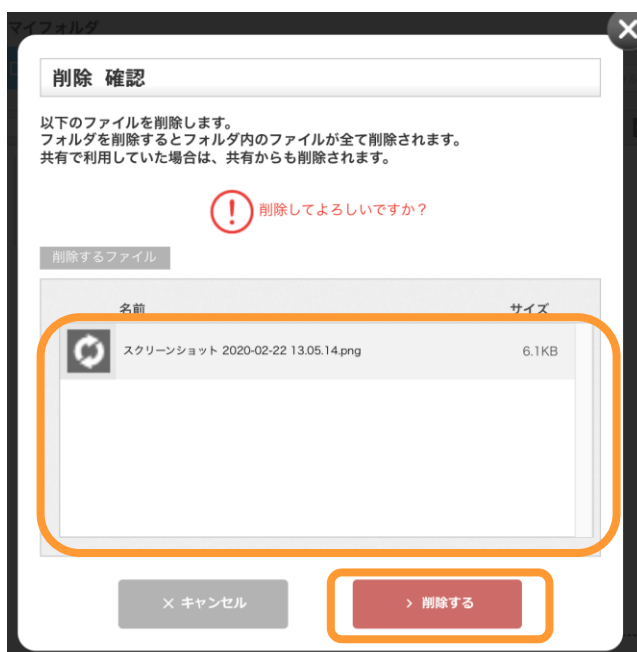 マイフォルダ
削除 確認
以下のファイルを削除します。
フォルダを削除するとフォルダ内のファイルが全て削除されます。
共有で利用していた場合は、共有からも削除されます。
削除してよろしいですか？
削除するファイル
名前 サイズ
スクリーンショット 2020-02-22 13.05.14.png 6.1KB
× キャンセル > 削除する